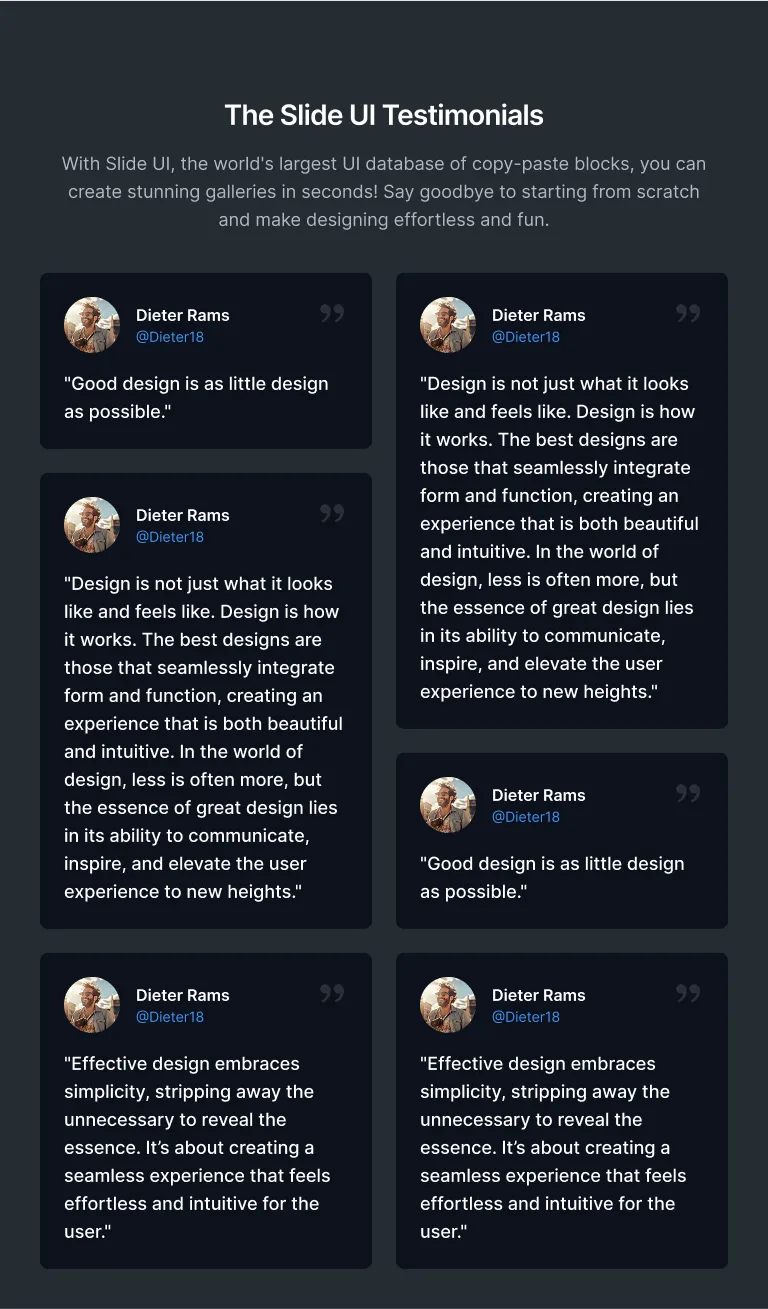 The Slide UI Testimonials
With Slide UI, the world's largest UI database of copy-paste blocks, you can
create stunning galleries in seconds! Say goodbye to starting from scratch
and make designing effortless and fun.
Dieter Rams
@Dieter18
"Good design is as little design
as possible."
Dieter Rams
@Dieter18
"Design is not just what it looks
like and feels like. Design is how
it works. The best designs are
those that seamlessly integrate
form and function, creating an
experience that is both beautiful
and intuitive. In the world of
design, less is often more, but
the essence of great design lies
in its ability to communicate,
inspire, and elevate the user
experience to new heights."
Dieter Rams
@Dieter18
"Effective design embraces
simplicity, stripping away the
unnecessary to reveal the
essence. It’s about creating a
seamless experience that feels
effortless and intuitive for the
user."
Dieter Rams
@Dieter18
"Design is not just what it looks
like and feels like. Design is how
it works. The best designs are
those that seamlessly integrate
form and function, creating an
experience that is both beautiful
and intuitive. In the world of
design, less is often more, but
the essence of great design lies
in its ability to communicate,
inspire, and elevate the user
experience to new heights."
Dieter Rams
@Dieter18
"Good design is as little design
as possible."
Dieter Rams
@Dieter18
"Effective design embraces
simplicity, stripping away the
unnecessary to reveal the
essence. It’s about creating a
seamless experience that feels
effortless and intuitive for the
user."